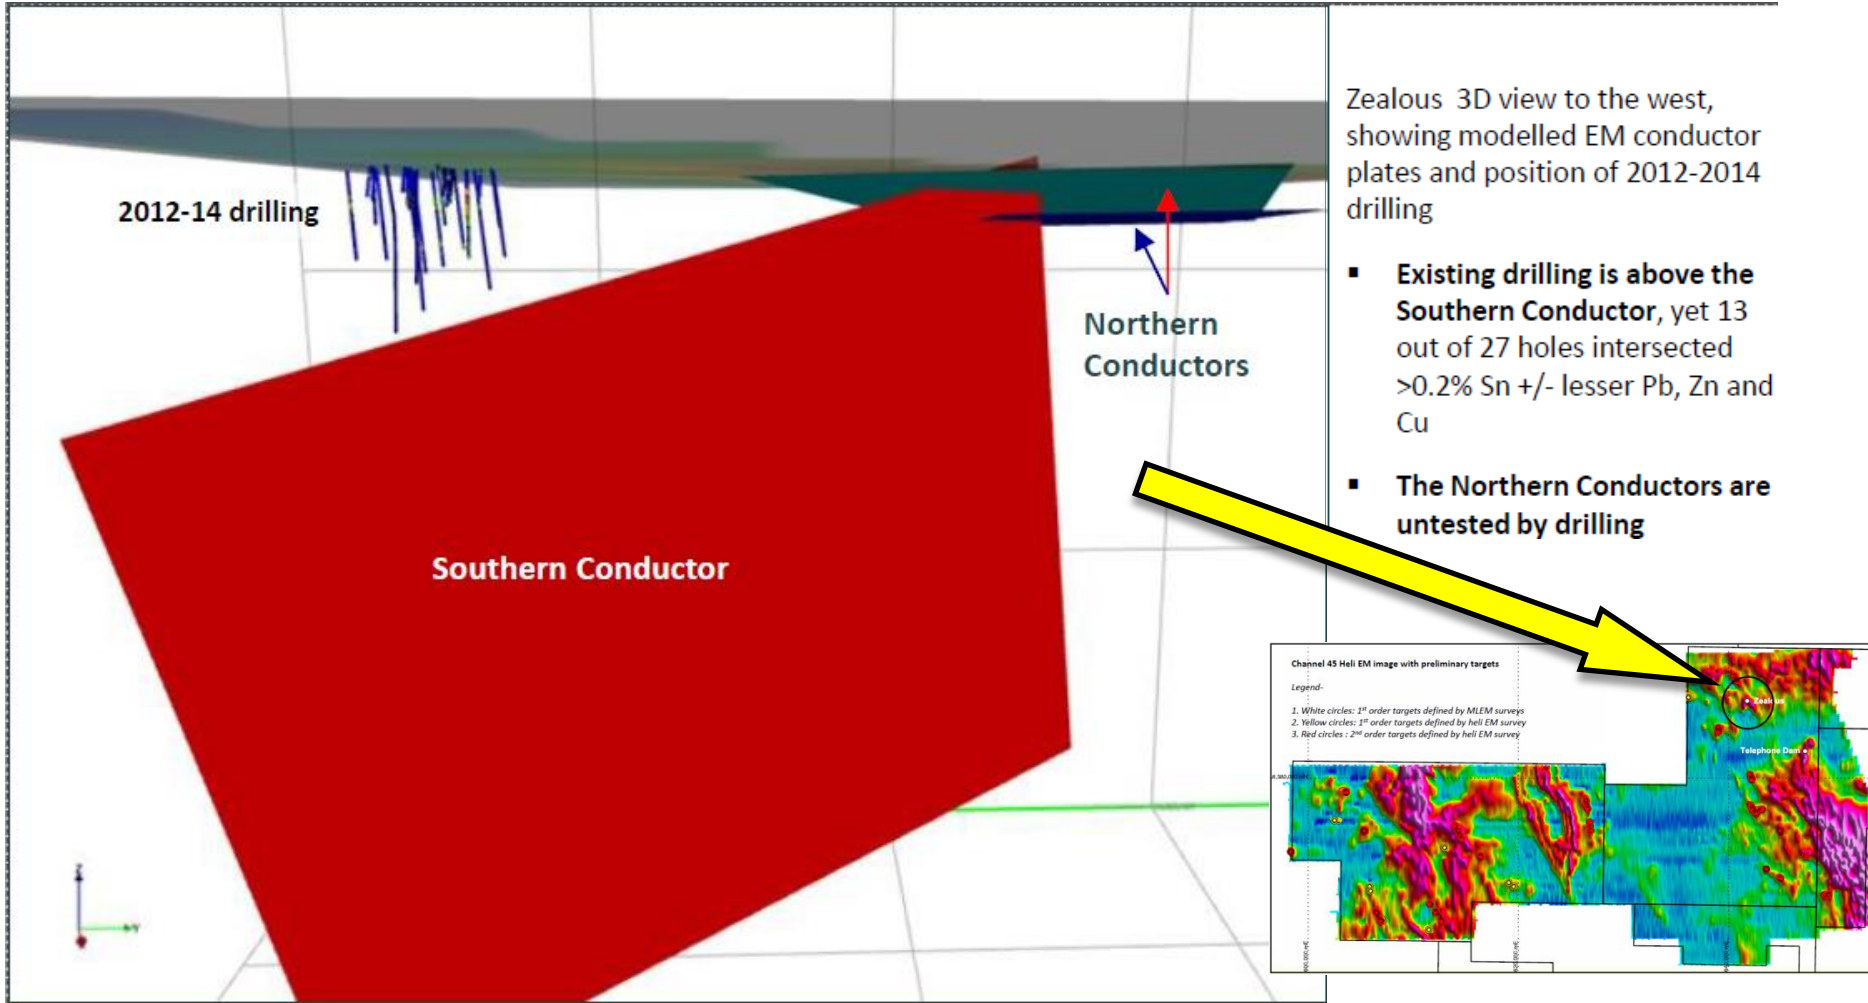 2012-14 drilling
Northern
Conductors
Southern Conductor
Zealous 3D view to the west,
showing modelled EM conductor
plates and position of 2012-2014
drilling
▪ Existing drilling is above the
Southern Conductor, yet 13
out of 27 holes intersected
>0.2% Sn +/- lesser Pb, Zn and
Cu
▪ The Northern Conductors are
untested by drilling
Channel 45 Heli EM image with preliminary targets
Legend-
1. White circles: 1st order targets defined by MLEM surveys
2. Yellow circles: 1st order targets defined by heli EM survey
3. Red circles : 2nd order targets defined by heli EM survey
Zealous
Telephone Dam